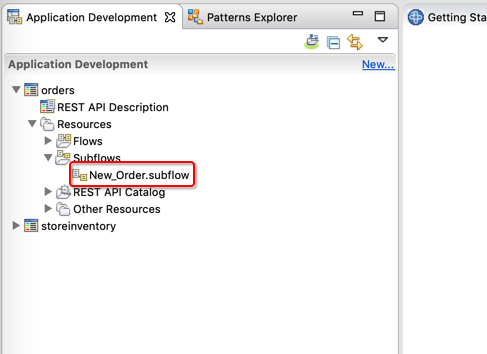 Application Development
Patterns Explorer
Getting Sta
Application Development
New...
orders
REST API Description
Resources
Flows
Subflows
New_Order.subflow
REST API Catalog
Other Resources
storeinventory